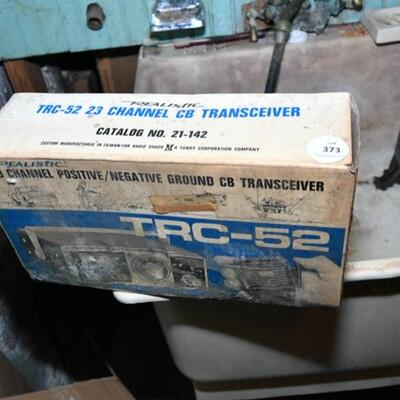 REALISTIC
TRC-52 23 CHANNEL CB TRANSCEIVER
CATALOG NO. 21-142
CUSTOM MANUFACTURED IN TAIWAN FOR RADIO SHACK A TANDY CORPORATION COMPANY
373
REALISTIC
CHANNEL POSITIVE/NEGATIVE GROUND CB TRANSCEIVER
TRC-52